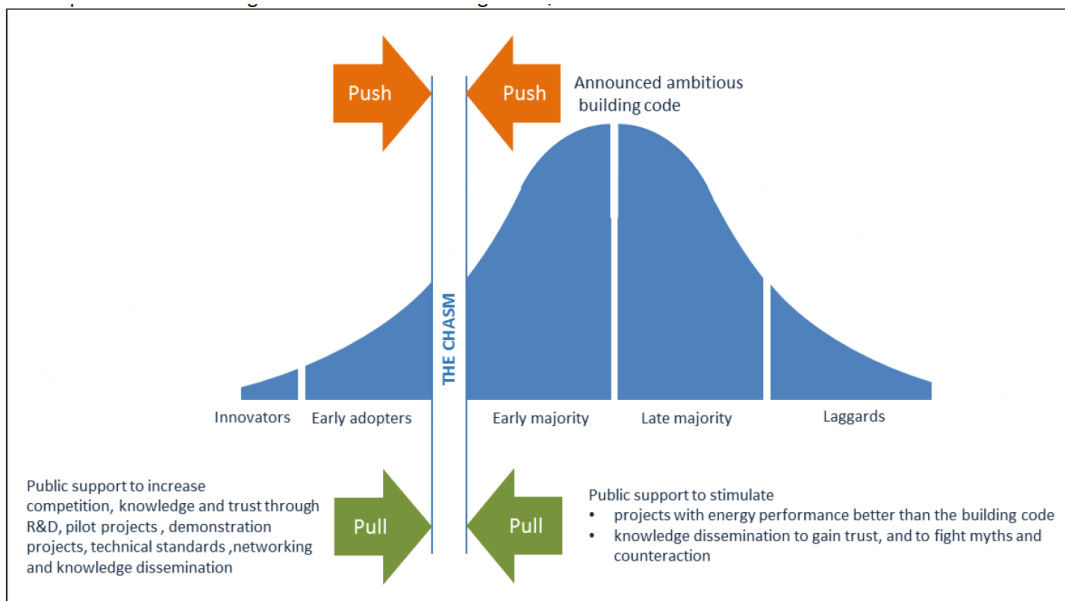 Push
Push
Announced ambitious
building code
THE CHASM
Innovators
Early adopters
Early majority
Late majority
Laggards
Public support to increase
competition, knowledge and trust through
R&D, pilot projects , demonstration
projects, technical standards ,networking
and knowledge dissemination
Pull
Pull
Public support to stimulate
• projects with energy performance better than the building code
• knowledge dissemination to gain trust, and to fight myths and
counteraction